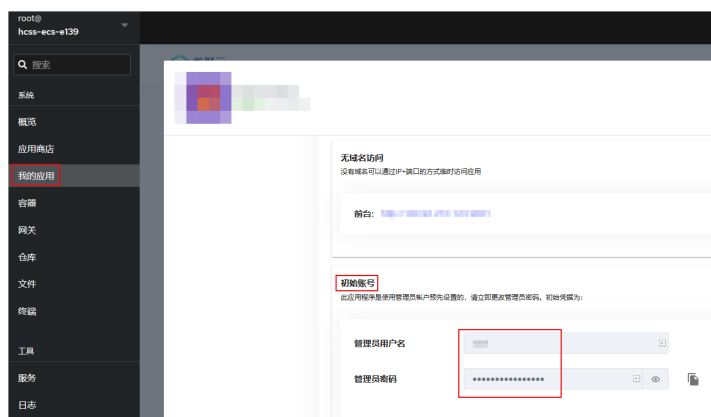 root@
hcss-ecs-e139
搜索
系统
概览
应用商店
我的应用
容器
网关
仓库
文件
终端
工具
服务
日志
无域名访问
没有域名可以通过IP+端口的方式临时访问应用
前台:
初始账号
此应用程序是使用管理员帐户预先设置的，请立即更改管理员密码。初始凭据为:
管理员用户名
管理员密码
••••••••••••••••